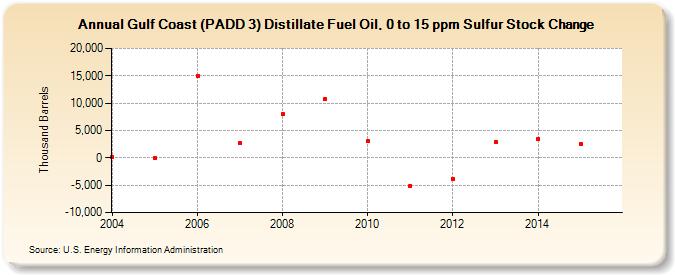 Annual Gulf Coast (PADD 3) Distillate Fuel Oil, 0 to 15 ppm Sulfur Stock Change
Thousand Barrels
20,000
15,000
10,000
5,000
0
-5,000
-10,000
2004 2006 2008 2010 2012 2014
Source: U.S. Energy Information Administration